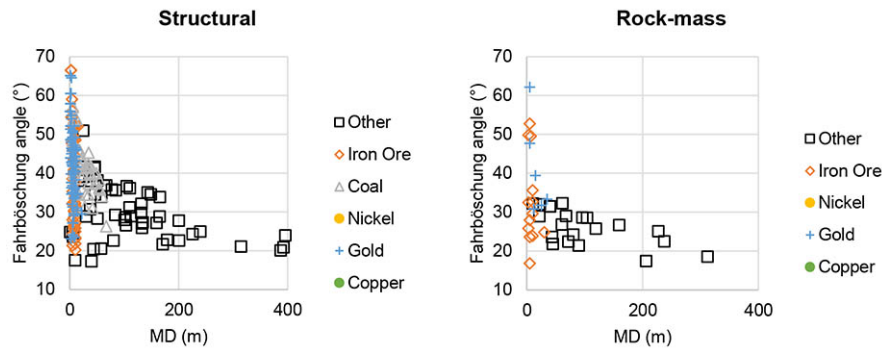 Structural
Fahrböschung angle (°)
70
60
50
40
30
20
10
0
200
400
MD (m)
Other
Iron Ore
Coal
Nickel
Gold
Copper
Rock-mass
Fahrböschung angle (°)
70
60
50
40
30
20
10
0
200
400
MD (m)
Other
Iron Ore
Nickel
Gold
Copper